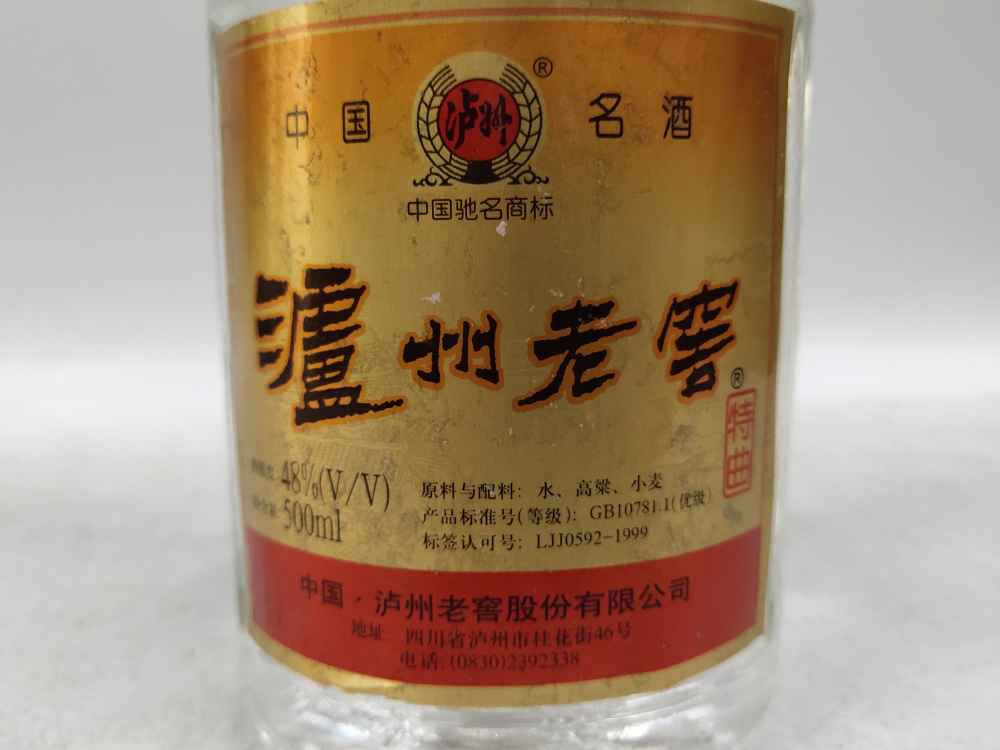 中国 泸州 ® 名酒
中国驰名商标
泸州老窖®
特曲
48%(V/V)
500ml
原料与配料：水、高粱、小麦
产品标准号(等级)：GB10781.1(优级)
标签认可号：LJJ0592-1999
中国·泸州老窖股份有限公司
地址 四川省泸州市桂花街46号
电话:(0830)2392338